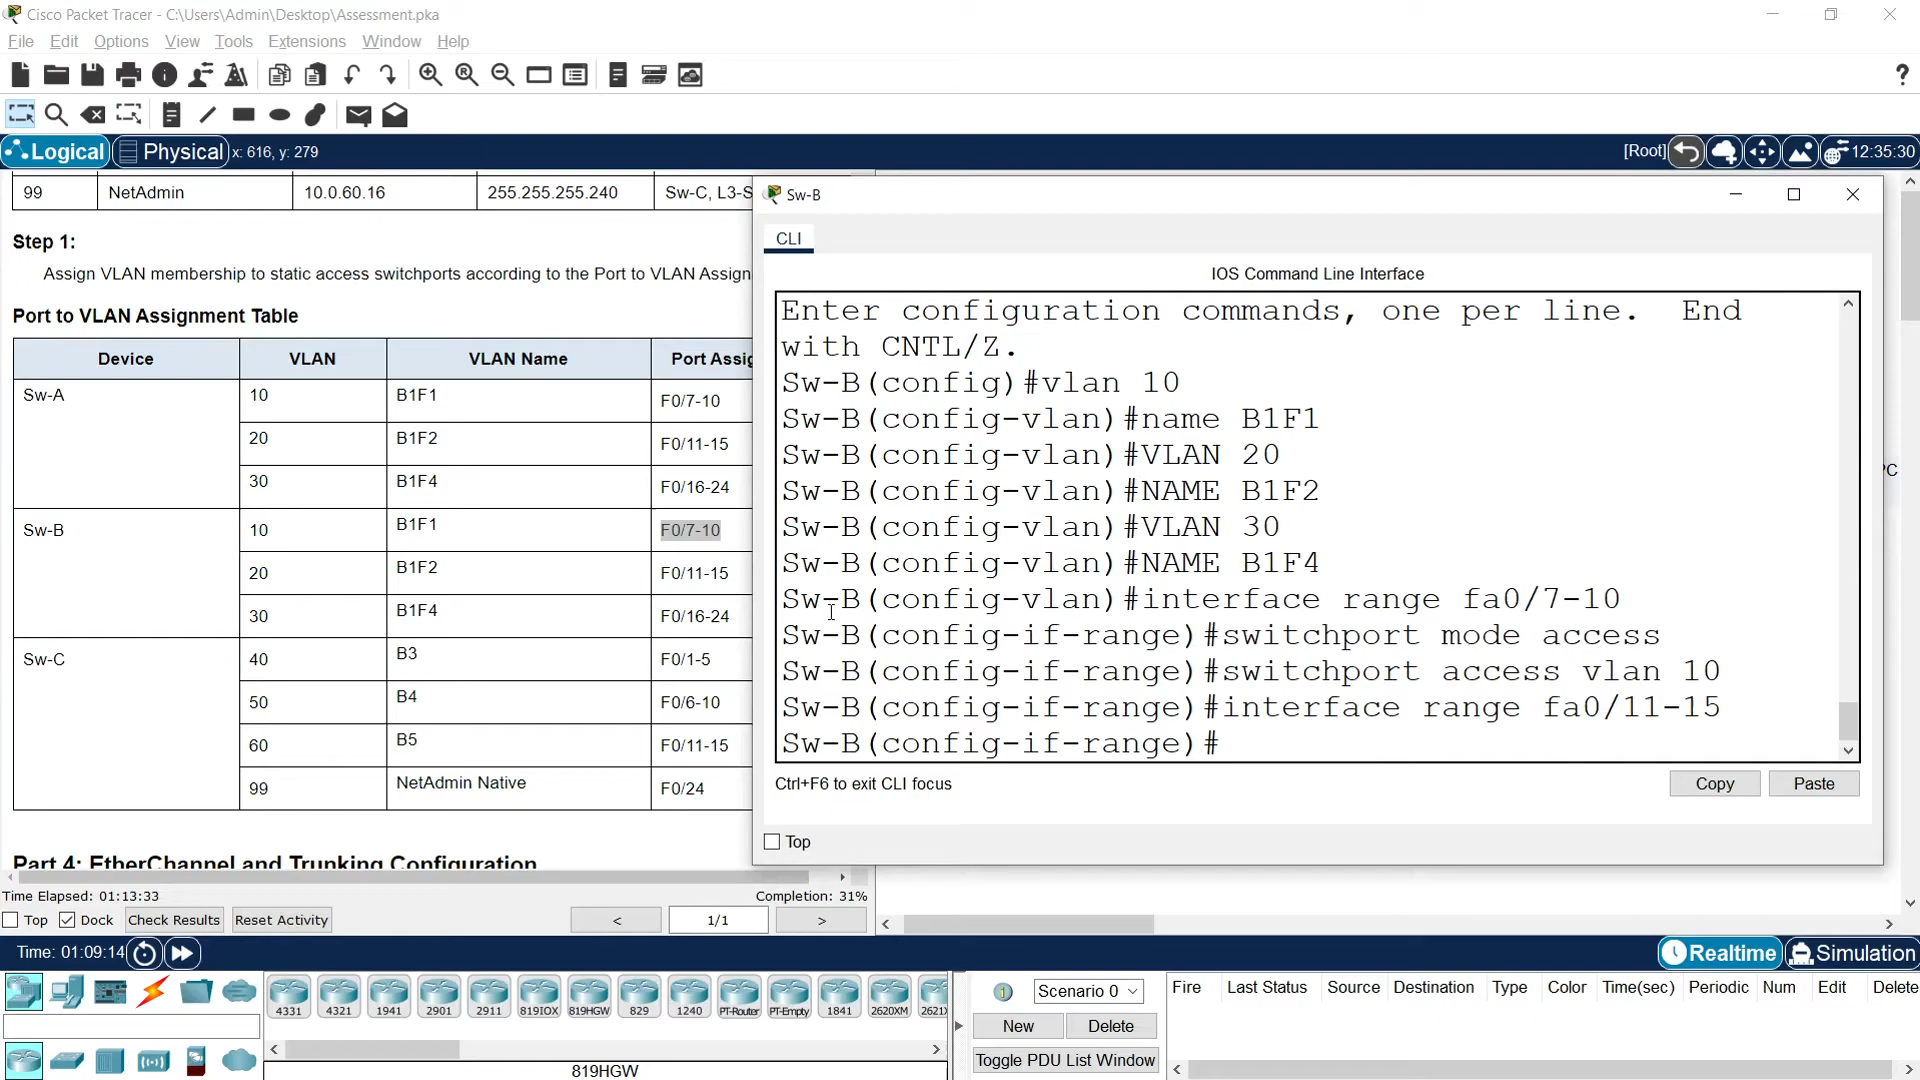 Cisco Packet Tracer - C:\Users\Admin\Desktop\Assessment.pka
File Edit Options View Tools Extensions Window Help
?
Logical Physical x: 616, y: 279
[Root] 12:35:30
99 NetAdmin 10.0.60.16 255.255.255.240 Sw-C, L3-S
Step 1:
Assign VLAN membership to static access switchports according to the Port to VLAN Assign
Port to VLAN Assignment Table
Device VLAN VLAN Name Port Assig
Sw-A 10 B1F1 F0/7-10
20 B1F2 F0/11-15
30 B1F4 F0/16-24
Sw-B 10 B1F1 F0/7-10
20 B1F2 F0/11-15
30 B1F4 F0/16-24
Sw-C 40 B3 F0/1-5
50 B4 F0/6-10
60 B5 F0/11-15
99 NetAdmin Native F0/24
Part 4: EtherChannel and Trunking Configuration
Time Elapsed: 01:13:33 Completion: 31%
Top Dock Check Results Reset Activity < 1/1 >
Sw-B
CLI
IOS Command Line Interface
Enter configuration commands, one per line.  End
with CNTL/Z.
Sw-B(config)#vlan 10
Sw-B(config-vlan)#name B1F1
Sw-B(config-vlan)#VLAN 20
Sw-B(config-vlan)#NAME B1F2
Sw-B(config-vlan)#VLAN 30
Sw-B(config-vlan)#NAME B1F4
Sw-B(config-vlan)#interface range fa0/7-10
Sw-B(config-if-range)#switchport mode access
Sw-B(config-if-range)#switchport access vlan 10
Sw-B(config-if-range)#interface range fa0/11-15
Sw-B(config-if-range)#
Ctrl+F6 to exit CLI focus Copy Paste
Top
PC
Time: 01:09:14 Realtime Simulation
4331 4321 1941 2901 2911 819IOX 819HGW 829 1240 PT-Router PT-Empty 1841 2620XM 2621X
819HGW
Scenario 0
New Delete
Toggle PDU List Window
Fire Last Status Source Destination Type Color Time(sec) Periodic Num Edit Delete